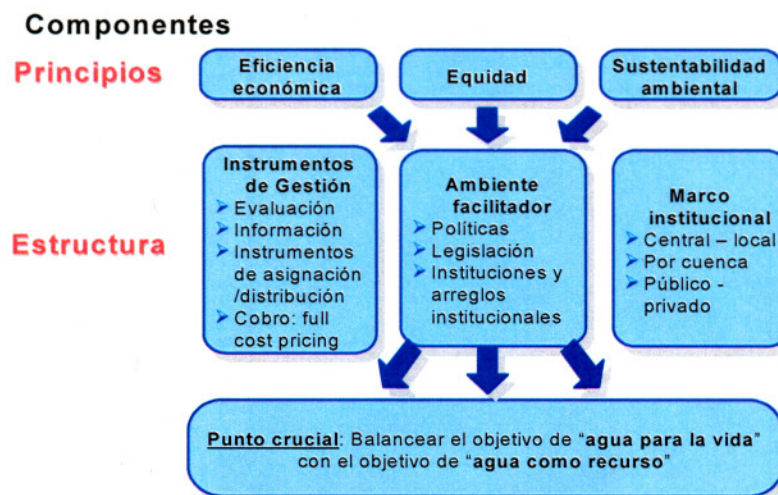 Componentes
Principios
Eficiencia
económica
Equidad
Sustentabilidad
ambiental
Estructura
Instrumentos
de Gestión
Evaluación
Información
Instrumentos
de asignación
/distribución
Cobro: full
cost pricing
Ambiente
facilitador
Políticas
Legislación
Instituciones y
arreglos
institucionales
Marco
institucional
Central – local
Por cuenca
Público -
privado
Punto crucial: Balancear el objetivo de “agua para la vida”
con el objetivo de “agua como recurso”